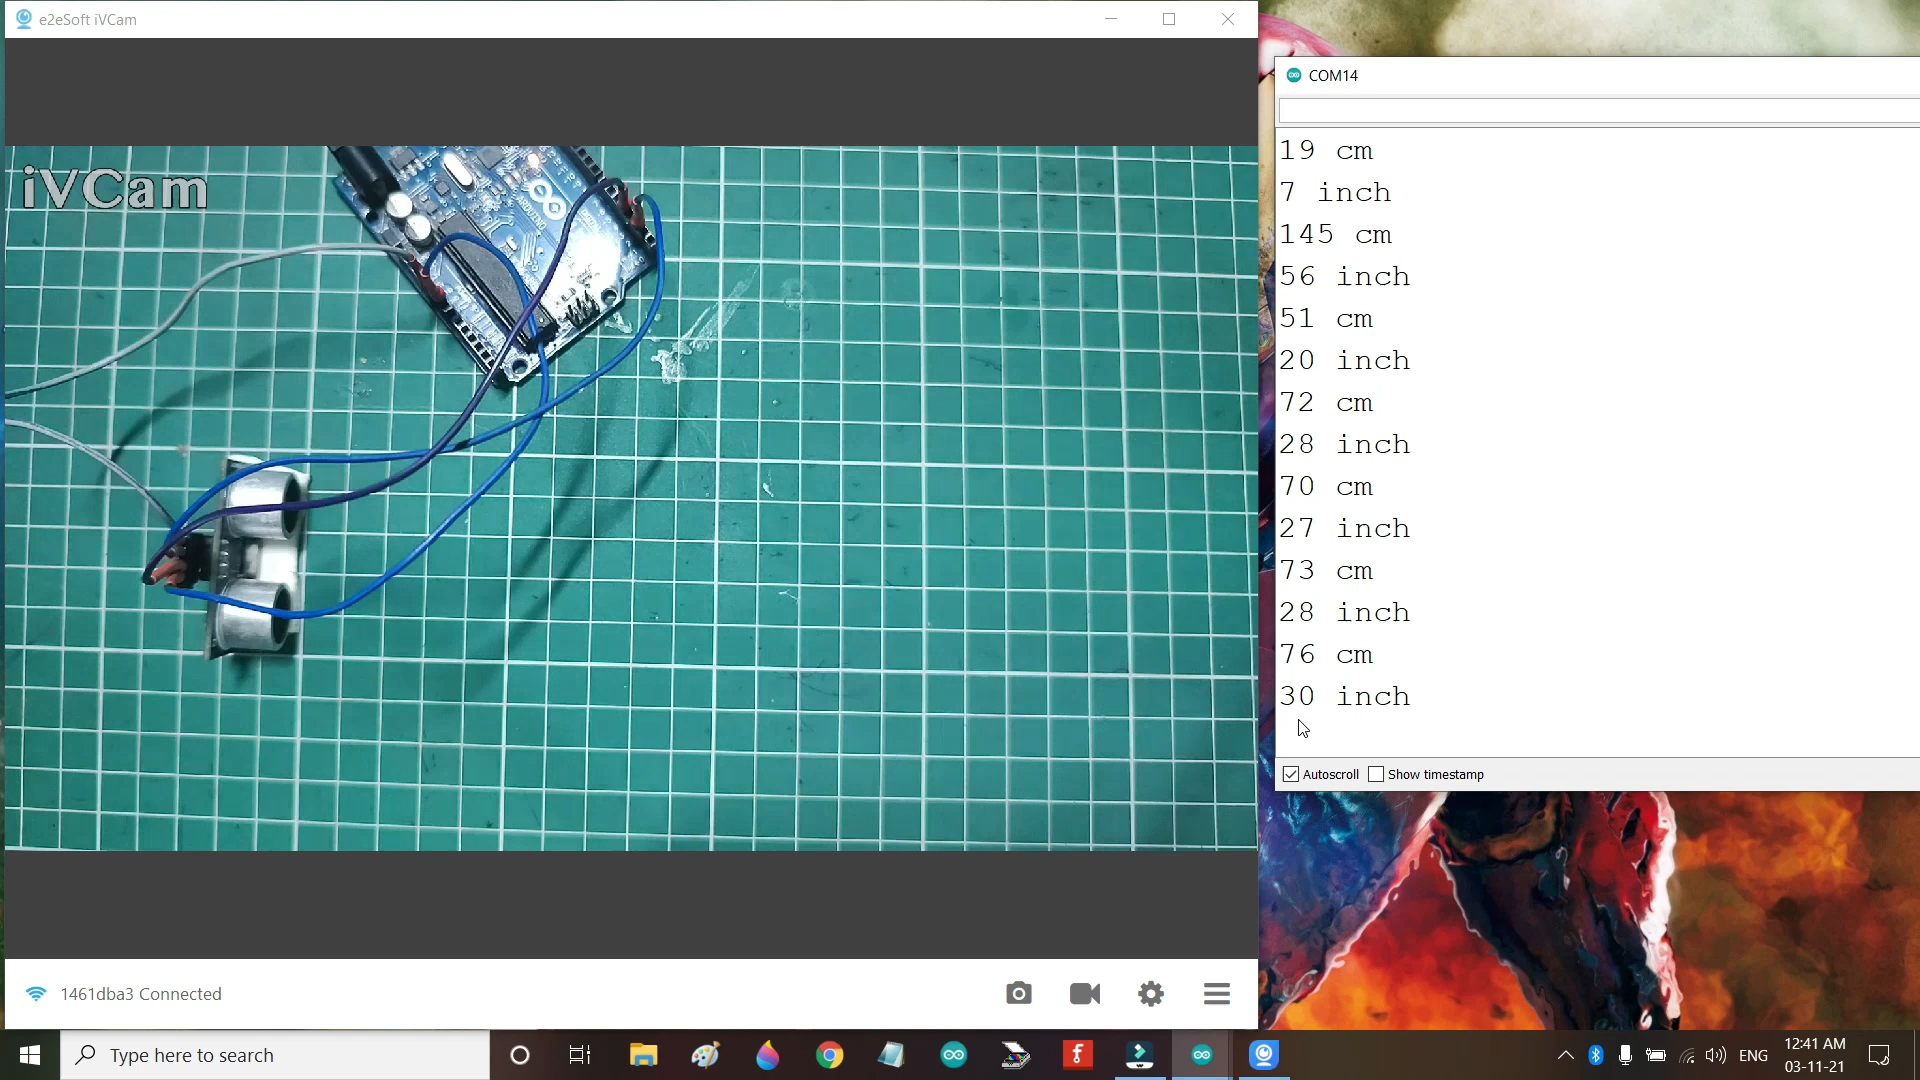 e2eSoft iVCam
iVCam
ARDUINO
1461dba3 Connected
COM14
19 cm
7 inch
145 cm
56 inch
51 cm
20 inch
72 cm
28 inch
70 cm
27 inch
73 cm
28 inch
76 cm
30 inch
Autoscroll
Show timestamp
Type here to search
ENG
12:41 AM
03-11-21